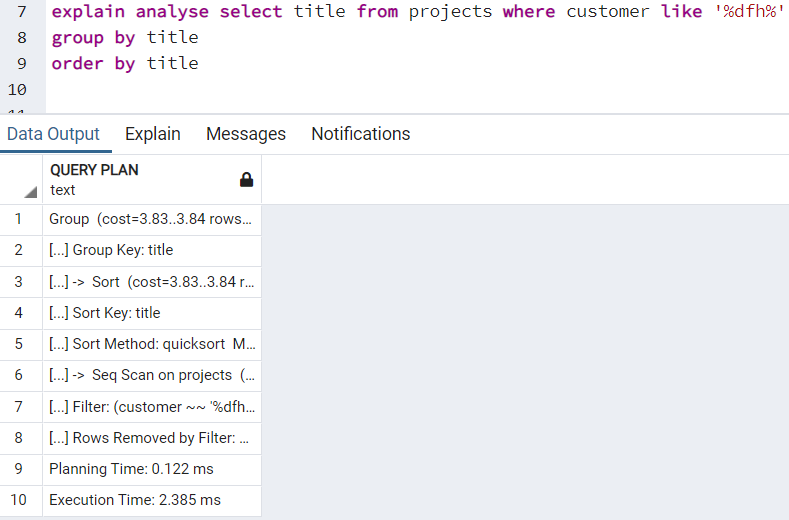 7 explain analyse select title from projects where customer like '%dfh%'
8 group by title
9 order by title
10
Data Output Explain Messages Notifications
QUERY PLAN
text
1 Group (cost=3.83..3.84 rows...
2 [...] Group Key: title
3 [...] -> Sort (cost=3.83..3.84 r...
4 [...] Sort Key: title
5 [...] Sort Method: quicksort M...
6 [...] -> Seq Scan on projects (...
7 [...] Filter: (customer ~~ '%dfh...
8 [...] Rows Removed by Filter: ...
9 Planning Time: 0.122 ms
10 Execution Time: 2.385 ms